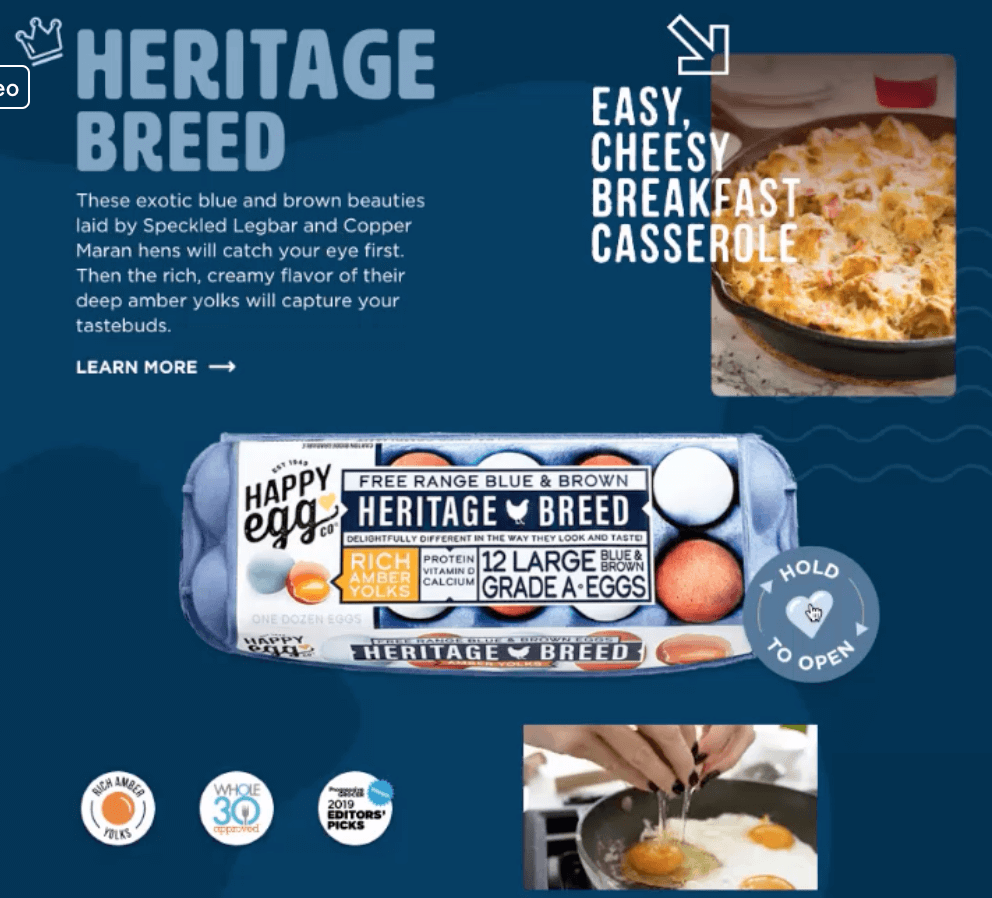 HERITAGE
BREED
eo
These exotic blue and brown beauties
laid by Speckled Legbar and Copper
Maran hens will catch your eye first.
Then the rich, creamy flavor of their
deep amber yolks will capture your
tastebuds.
LEARN MORE
EASY,
CHEESY
BREAKFAST
CASSEROLE
EST 1949
HAPPY
egg
CO
FREE RANGE BLUE & BROWN
HERITAGE BREED
DELIGHTFULLY DIFFERENT IN THE WAY THEY LOOK AND TASTE!
RICH
AMBER
YOLKS
PROTEIN
VITAMIN D
CALCIUM
12 LARGE BLUE & BROWN
GRADE A•EGGS
ONE DOZEN EGGS
HAPPY
egg
FREE RANGE BLUE & BROWN EGGS
HERITAGE BREED
AMBER YOLKS
HOLD
TO OPEN
RICH AMBER
YOLKS
WHOLE
30
approved
Progressive
GROCER
2019
EDITORS'
PICKS